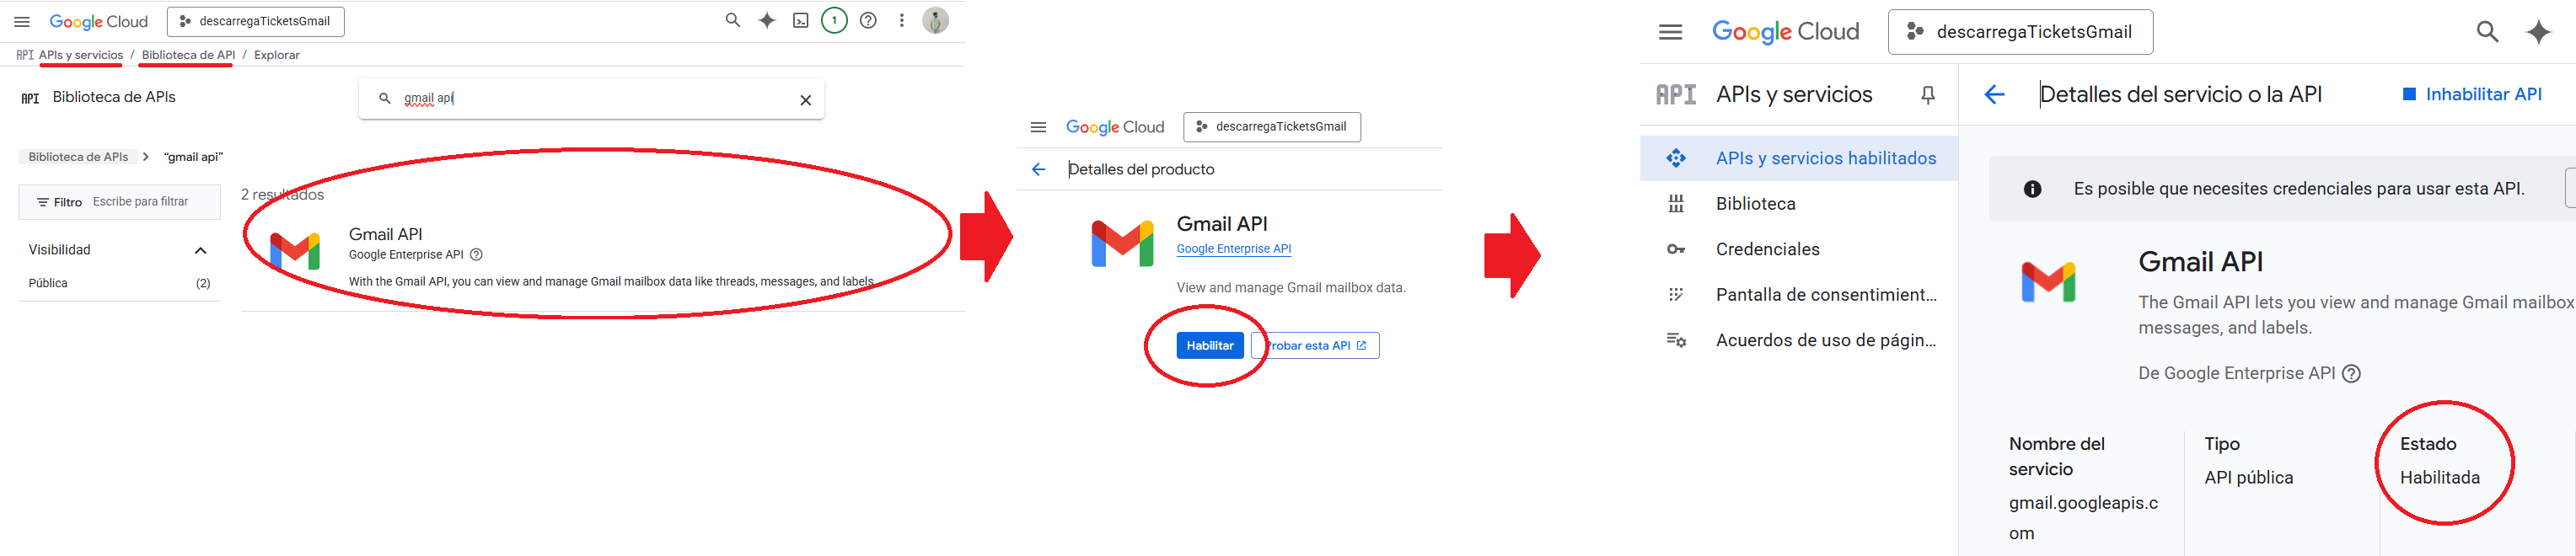 Google Cloud
descarregaTicketsGmail
1
API APIs y servicios / Biblioteca de API / Explorar
API Biblioteca de APIs
gmail api
Biblioteca de APIs > “gmail api”
2 resultados
Filtro Escribe para filtrar
Visibilidad
Pública (2)
Gmail API
Google Enterprise API
With the Gmail API, you can view and manage Gmail mailbox data like threads, messages, and labels.
Google Cloud
descarregaTicketsGmail
Detalles del producto
Gmail API
Google Enterprise API
View and manage Gmail mailbox data.
Habilitar
Probar esta API
Google Cloud
descarregaTicketsGmail
API APIs y servicios
APIs y servicios habilitados
Biblioteca
Credenciales
Pantalla de consentimient...
Acuerdos de uso de págin...
Detalles del servicio o la API
Inhabilitar API
Es posible que necesites credenciales para usar esta API.
Gmail API
The Gmail API lets you view and manage Gmail mailbox
messages, and labels.
De Google Enterprise API
Nombre del
servicio
gmail.googleapis.c
om
Tipo
API pública
Estado
Habilitada